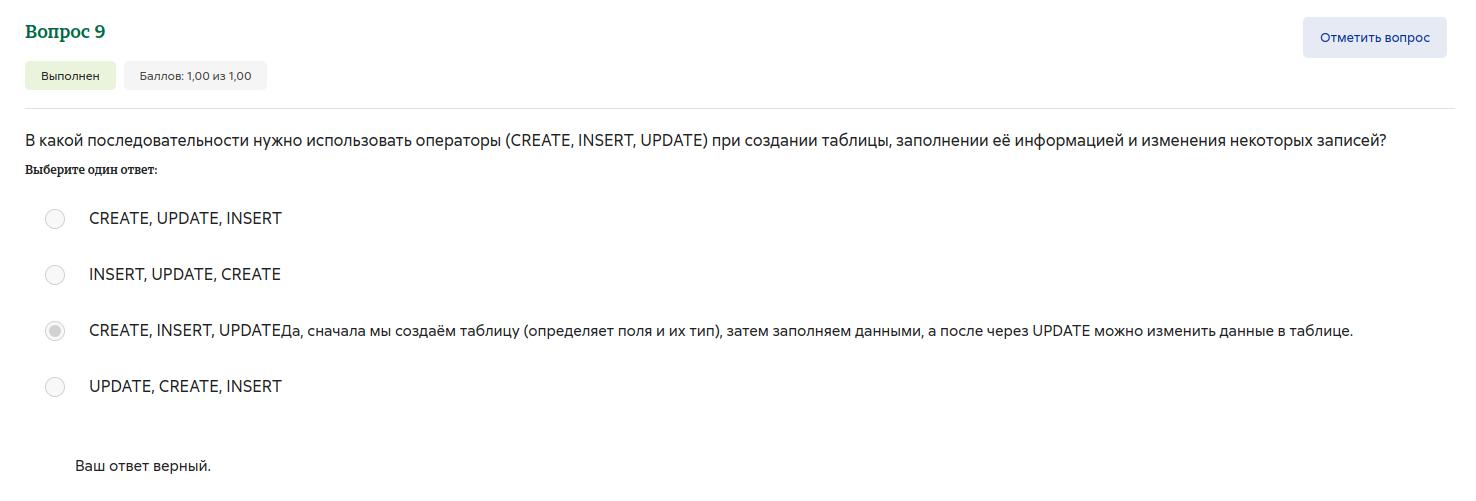 Вопрос 9
Отметить вопрос
Выполнен
Баллов: 1,00 из 1,00
В какой последовательности нужно использовать операторы (CREATE, INSERT, UPDATE) при создании таблицы, заполнении её информацией и изменения некоторых записей?
Выберите один ответ:
CREATE, UPDATE, INSERT
INSERT, UPDATE, CREATE
CREATE, INSERT, UPDATEДа, сначала мы создаём таблицу (определяет поля и их тип), затем заполняем данными, а после через UPDATE можно изменить данные в таблице.
UPDATE, CREATE, INSERT
Ваш ответ верный.